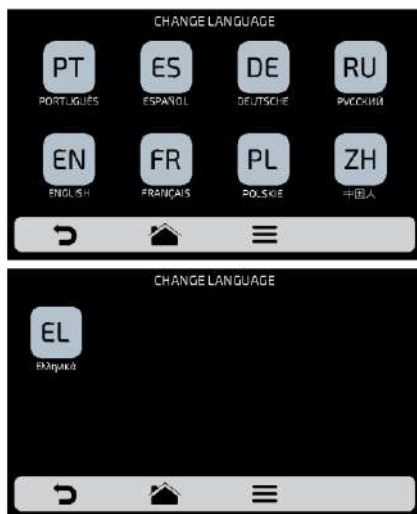 CHANGE LANGUAGE
PT ES DE RU
PORTUGUÊS ESPAÑOL DEUTSCHE РУССКИЙ
EN FR PL ZH
ENGLISH FRANÇAIS POLSKIE 中国人
CHANGE LANGUAGE
EL
Ελληνικά